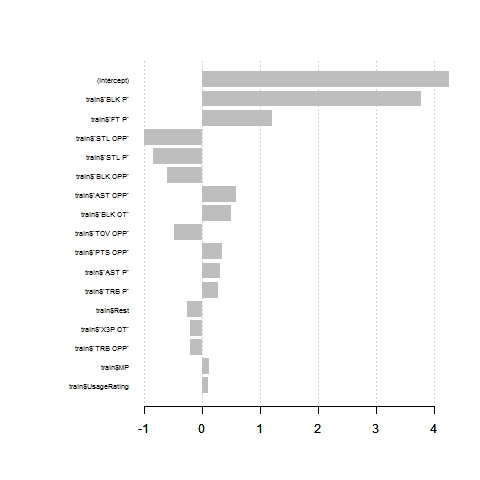 (Intercept)
train$`BLK P`
train$`FT P`
train$`STL OPP`
train$`STL P`
train$`BLK OPP`
train$`AST OPP`
train$`BLK OT`
train$`TOV OPP`
train$`PTS OPP`
train$`AST P`
train$`TRB P`
train$Rest
train$`X3P OT`
train$`TRB OPP`
train$MP
train$UsageRating
-1 0 1 2 3 4